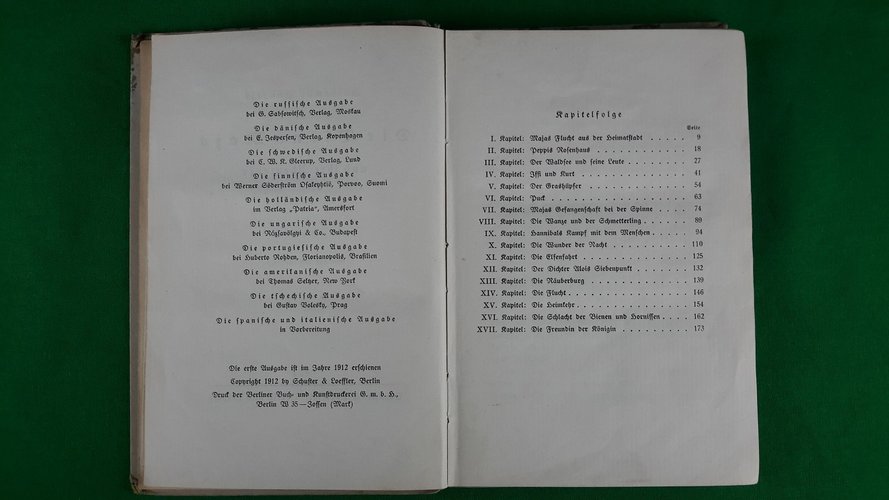 Die russische Ausgabe
bei G. Sabsowitsch, Verlag, Moskau
Die dänische Ausgabe
bei E. Jespersen, Verlag, Kopenhagen
Die schwedische Ausgabe
bei C. W. K. Gleerup, Verlag, Lund
Die finnische Ausgabe
bei Werner Söderström Osakeyhtiö, Porvoo, Suomi
Die holländische Ausgabe
im Verlag „Patria“, Amersfort
Die ungarische Ausgabe
bei Rózsavölgyi & Co., Budapest
Die portugiesische Ausgabe
bei Huberto Rohden, Florianopolis, Brasilien
Die amerikanische Ausgabe
bei Thomas Seltzer, New York
Die tschechische Ausgabe
bei Gustav Volesky, Prag
Die spanische und italienische Ausgabe
in Vorbereitung
Die erste Ausgabe ist im Jahre 1912 erschienen
Copyright 1912 by Schuster & Loeffler, Berlin
Druck der Berliner Buch- und Kunstdruckerei G. m. b. H.,
Berlin W 35—Zossen (Mark)
Kapitelfolge
Seite
I. Kapitel: Majas Flucht aus der Heimatstadt . . . . . 9
II. Kapitel: Peppis Rosenhaus . . . . . . . . . . . 18
III. Kapitel: Der Waldsee und seine Leute . . . . . . . 27
IV. Kapitel: Iffi und Kurt . . . . . . . . . . . . . 41
V. Kapitel: Der Grashüpfer . . . . . . . . . . . . 54
VI. Kapitel: Puck . . . . . . . . . . . . . . . . 63
VII. Kapitel: Majas Gefangenschaft bei der Spinne . . . . 74
VIII. Kapitel: Die Wanze und der Schmetterling . . . . . 89
IX. Kapitel: Hannibals Kampf mit dem Menschen . . . . 94
X. Kapitel: Die Wunder der Nacht . . . . . . . . . 110
XI. Kapitel: Die Elfenfahrt . . . . . . . . . . . . 125
XII. Kapitel: Der Dichter Alois Siebenpunkt . . . . . . 132
XIII. Kapitel: Die Räuberburg . . . . . . . . . . . . 139
XIV. Kapitel: Die Flucht . . . . . . . . . . . . . . 146
XV. Kapitel: Die Heimkehr . . . . . . . . . . . . . 154
XVI. Kapitel: Die Schlacht der Bienen und Hornissen . . . . 162
XVII. Kapitel: Die Freundin der Königin . . . . . . . . 173